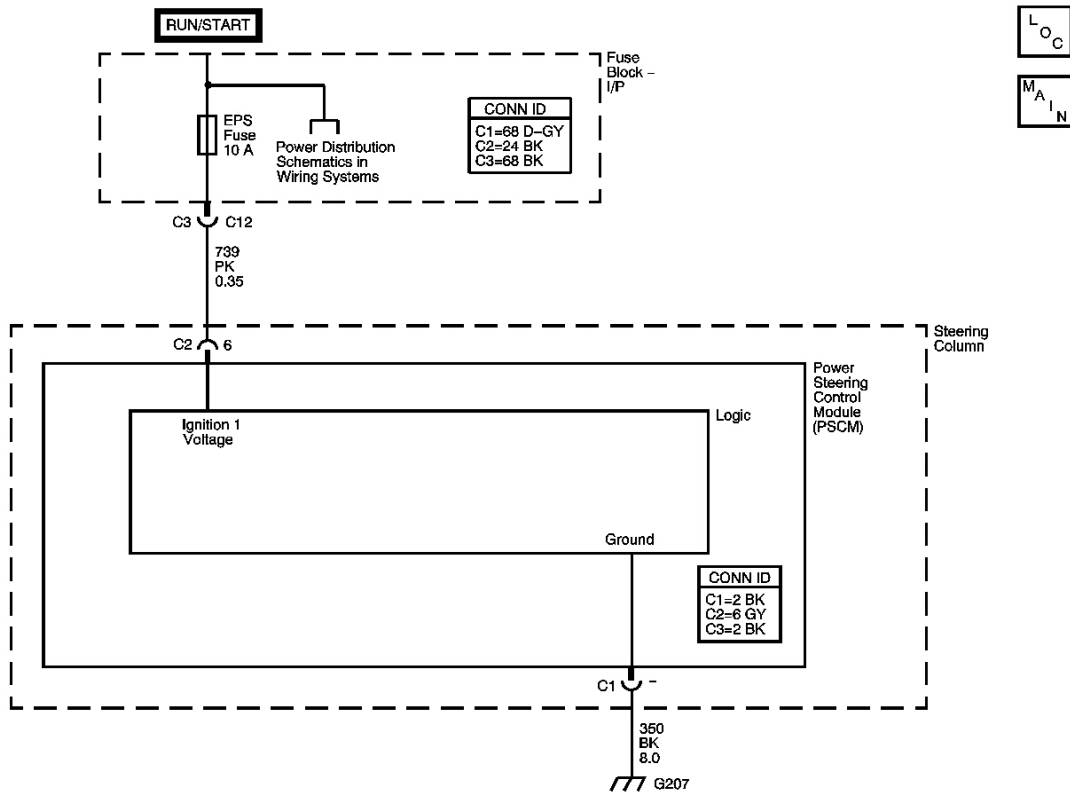 RUN/START
L
O
C
Fuse
Block –
I/P
M
A
I
N
EPS
Fuse
10 A
Power Distribution
Schematics in
Wiring Systems
CONN ID
C1=68 D–GY
C2=24 BK
C3=68 BK
C3 C12
739
PK
0.35
Steering
Column
C2 6
Power
Steering
Control
Module
(PSCM)
Logic
Ignition 1
Voltage
Ground
CONN ID
C1=2 BK
C2=6 GY
C3=2 BK
C1 –
350
BK
8.0
G207